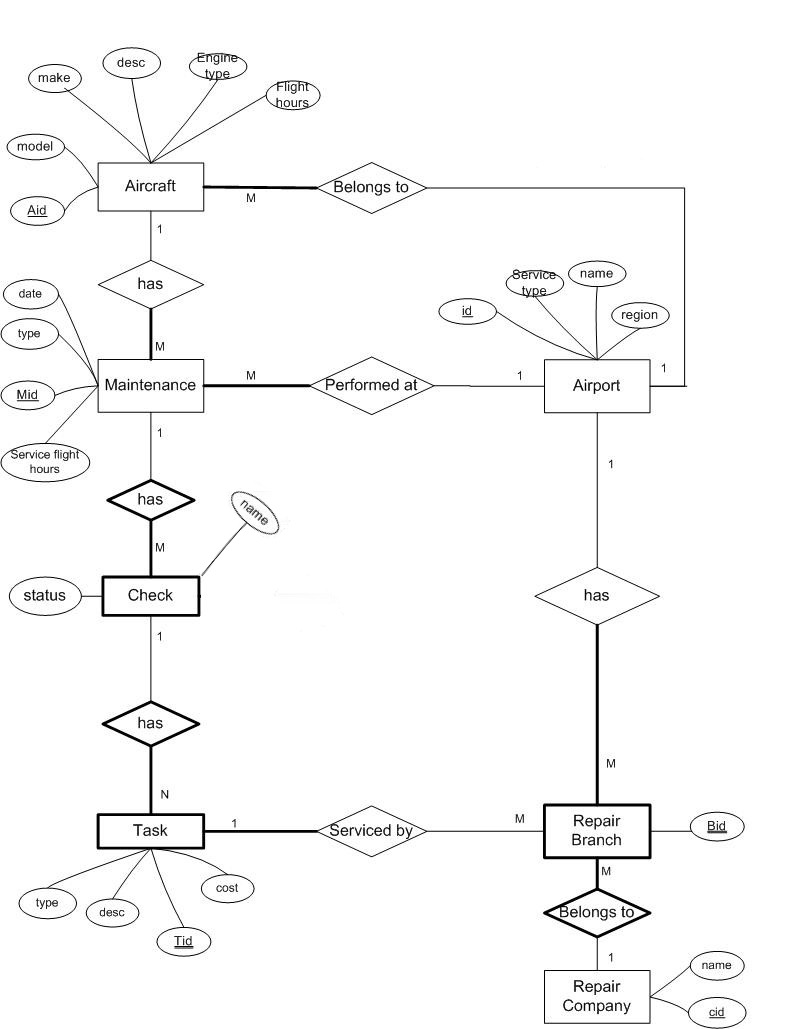 desc
Engine
type
make
Flight
hours
model
Aircraft
Belongs to
M
Aid
1
has
Service
type
name
date
id
region
type
M
1
M
1
Maintenance
Performed at
Airport
Mid
1
Service flight
hours
1
has
name
M
status
Check
has
1
has
M
N
1
M
Task
Serviced by
Repair
Branch
Bid
M
type
desc
cost
Belongs to
Tid
1
name
Repair
Company
cid